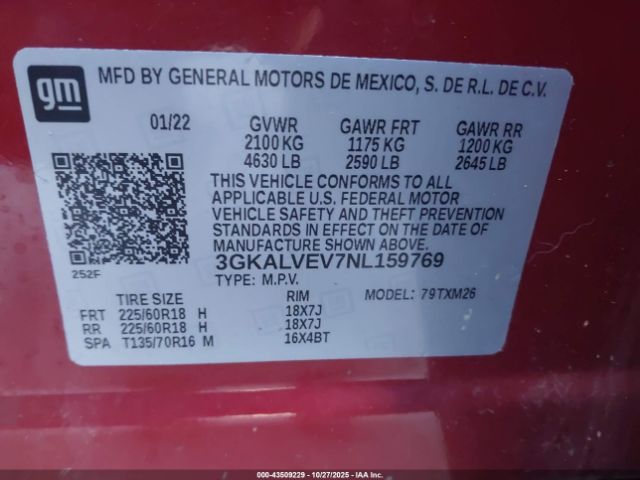 gm
MFD BY GENERAL MOTORS DE MEXICO, S. DE R.L. DE C.V.
01/22 GVWR GAWR FRT GAWR RR
2100 KG 1175 KG 1200 KG
4630 LB 2590 LB 2645 LB
THIS VEHICLE CONFORMS TO ALL
APPLICABLE U.S. FEDERAL MOTOR
VEHICLE SAFETY AND THEFT PREVENTION
STANDARDS IN EFFECT ON THE DATE OF
MANUFACTURE SHOWN ABOVE.
3GKALVEV7NL159769
252F
TYPE: M.P.V. MODEL: 79TXM26
TIRE SIZE RIM
FRT 225/60R18 H 18X7J
RR 225/60R18 H 18X7J
SPA T135/70R16 M 16X4BT
000-43509229 | 10/27/2025 | IAAI.COM